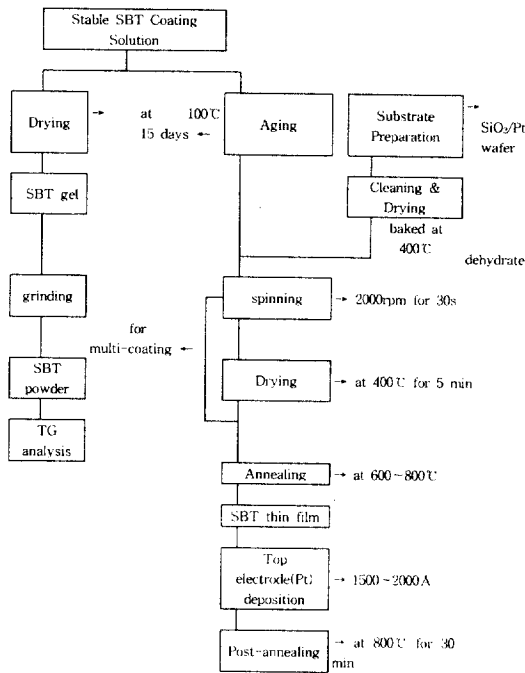 Stable SBT Coating
Solution
Drying
→ at 100℃
15 days ←
Aging
Substrate
Preparation
→
SiO₂/Pt
wafer
SBT gel
Cleaning &
Drying
baked at
400℃
dehydrate
grinding
spinning
→ 2000rpm for 30s
for
multi-coating ←
SBT
powder
Drying
→ at 400℃ for 5 min
TG
analysis
Annealing
→ at 600~800℃
SBT thin film
Top
electrode(Pt)
deposition
→ 1500~2000A
Post-annealing
→ at 800℃ for 30
min